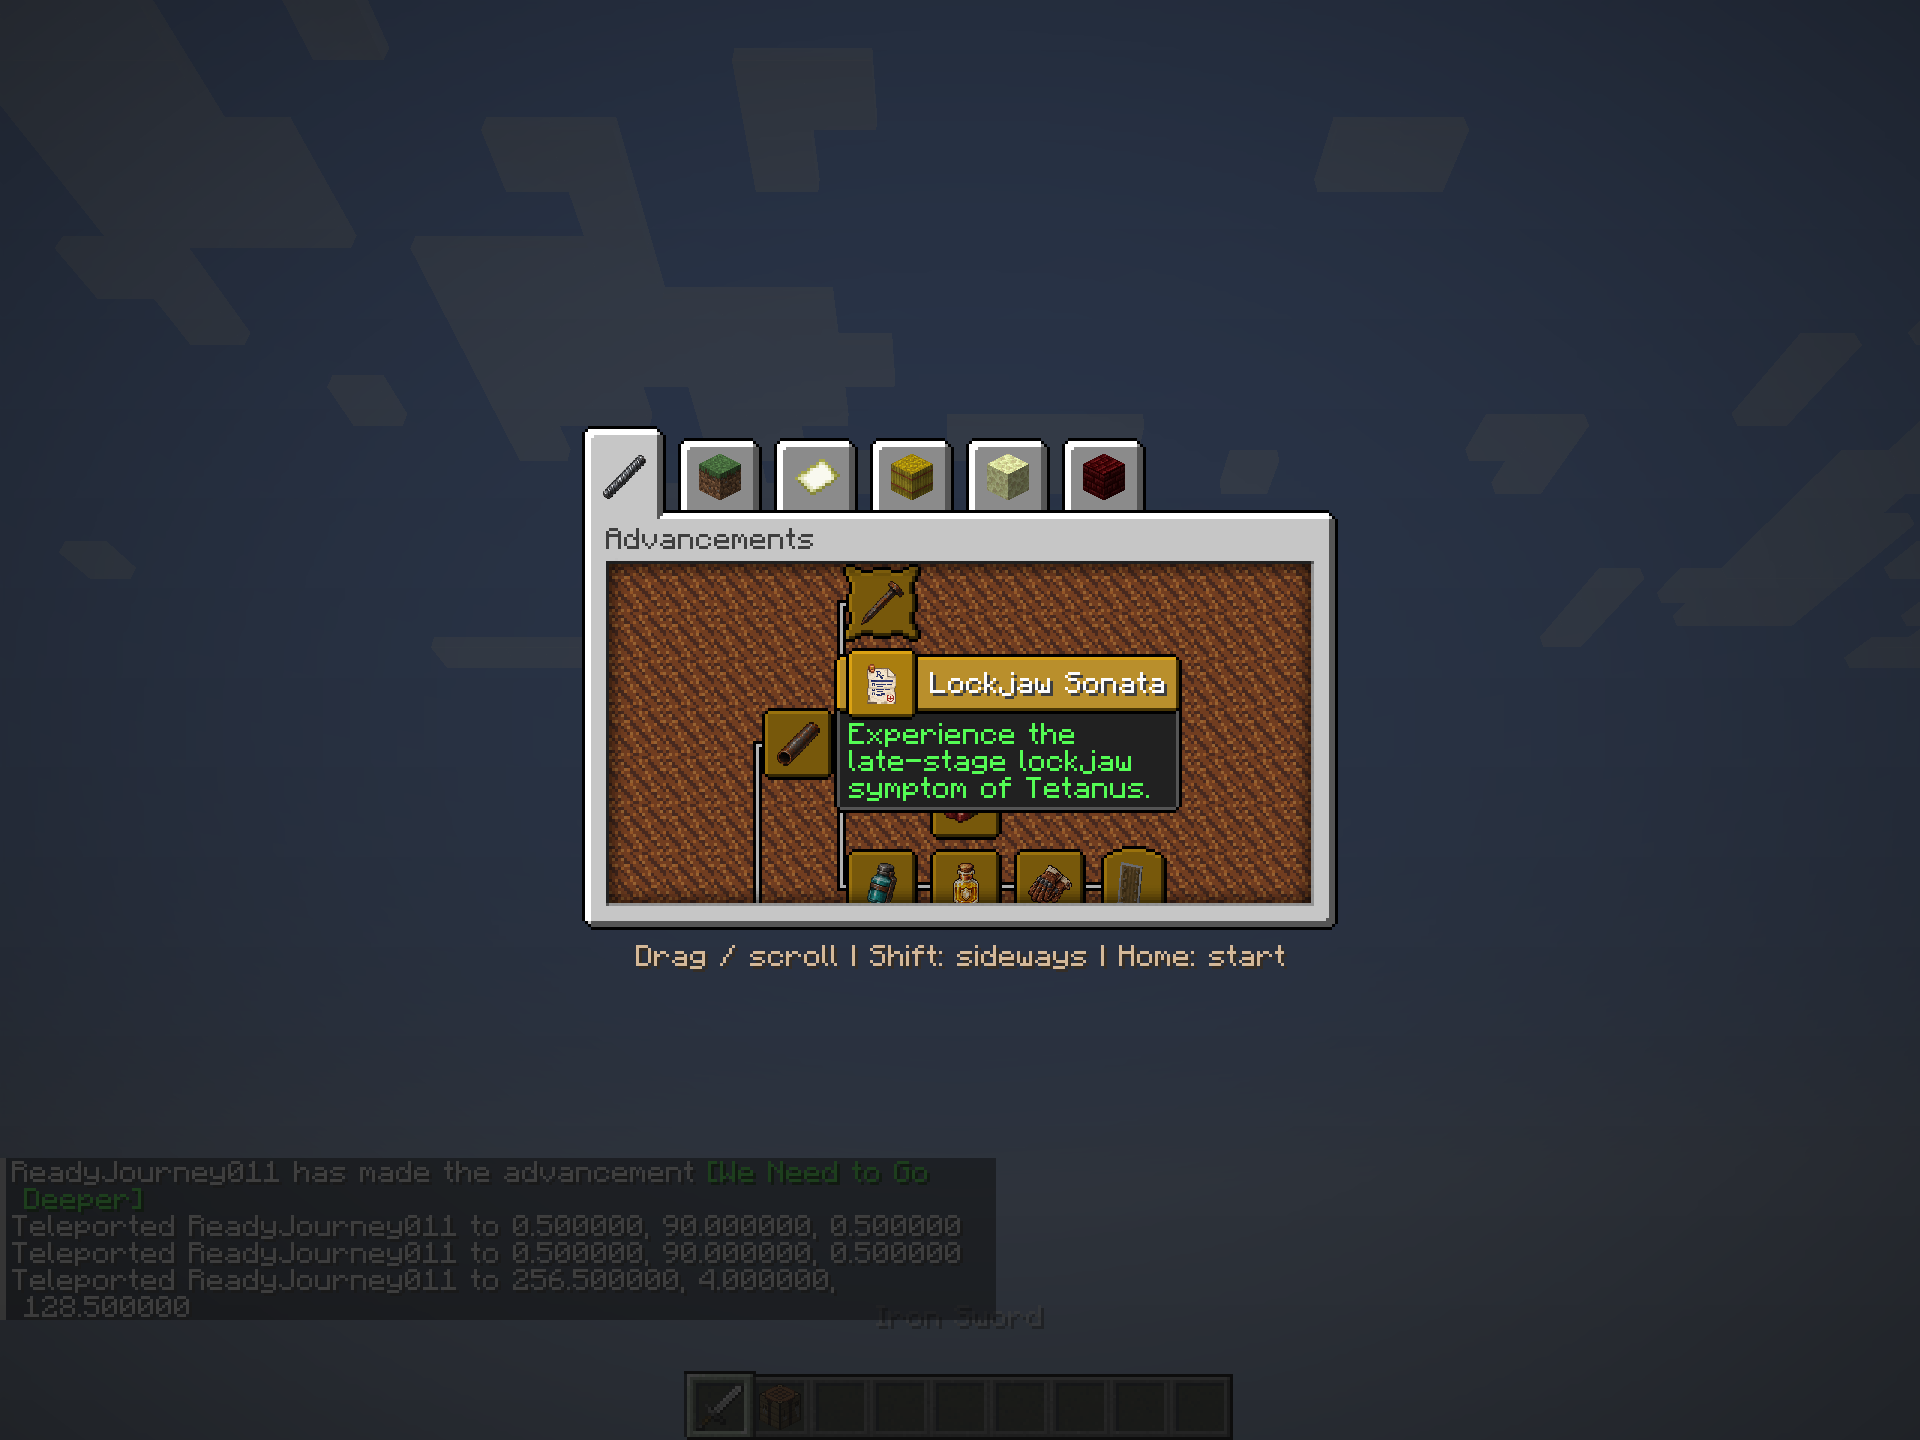 Advancements
Lockjaw Sonata
Experience the
late-stage lockjaw
symptom of Tetanus.
Drag / scroll | Shift: sideways | Home: start
ReadyJourney011 has made the advancement [We Need to Go
Deeper]
Teleported ReadyJourney011 to 0.500000, 90.000000, 0.500000
Teleported ReadyJourney011 to 0.500000, 90.000000, 0.500000
Teleported ReadyJourney011 to 256.500000, 4.000000,
128.500000
Iron Sword